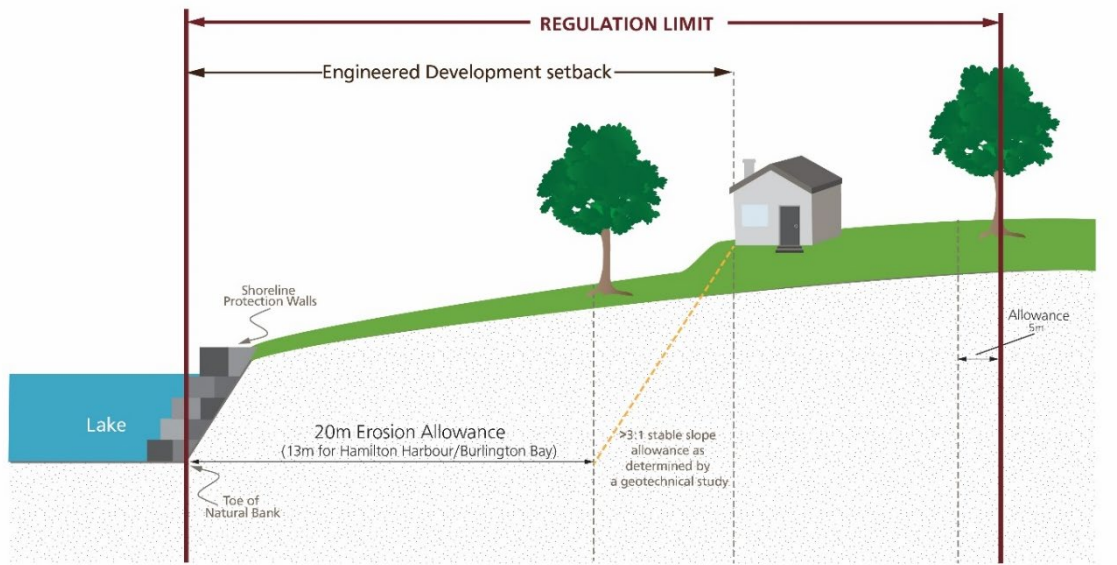 REGULATION LIMIT
Engineered Development setback
Shoreline
Protection Walls
Allowance
5m
Lake
20m Erosion Allowance
(13m for Hamilton Harbour/Burlington Bay)
>3:1 stable slope
allowance as
determined by
a geotechnical study
Toe of
Natural Bank